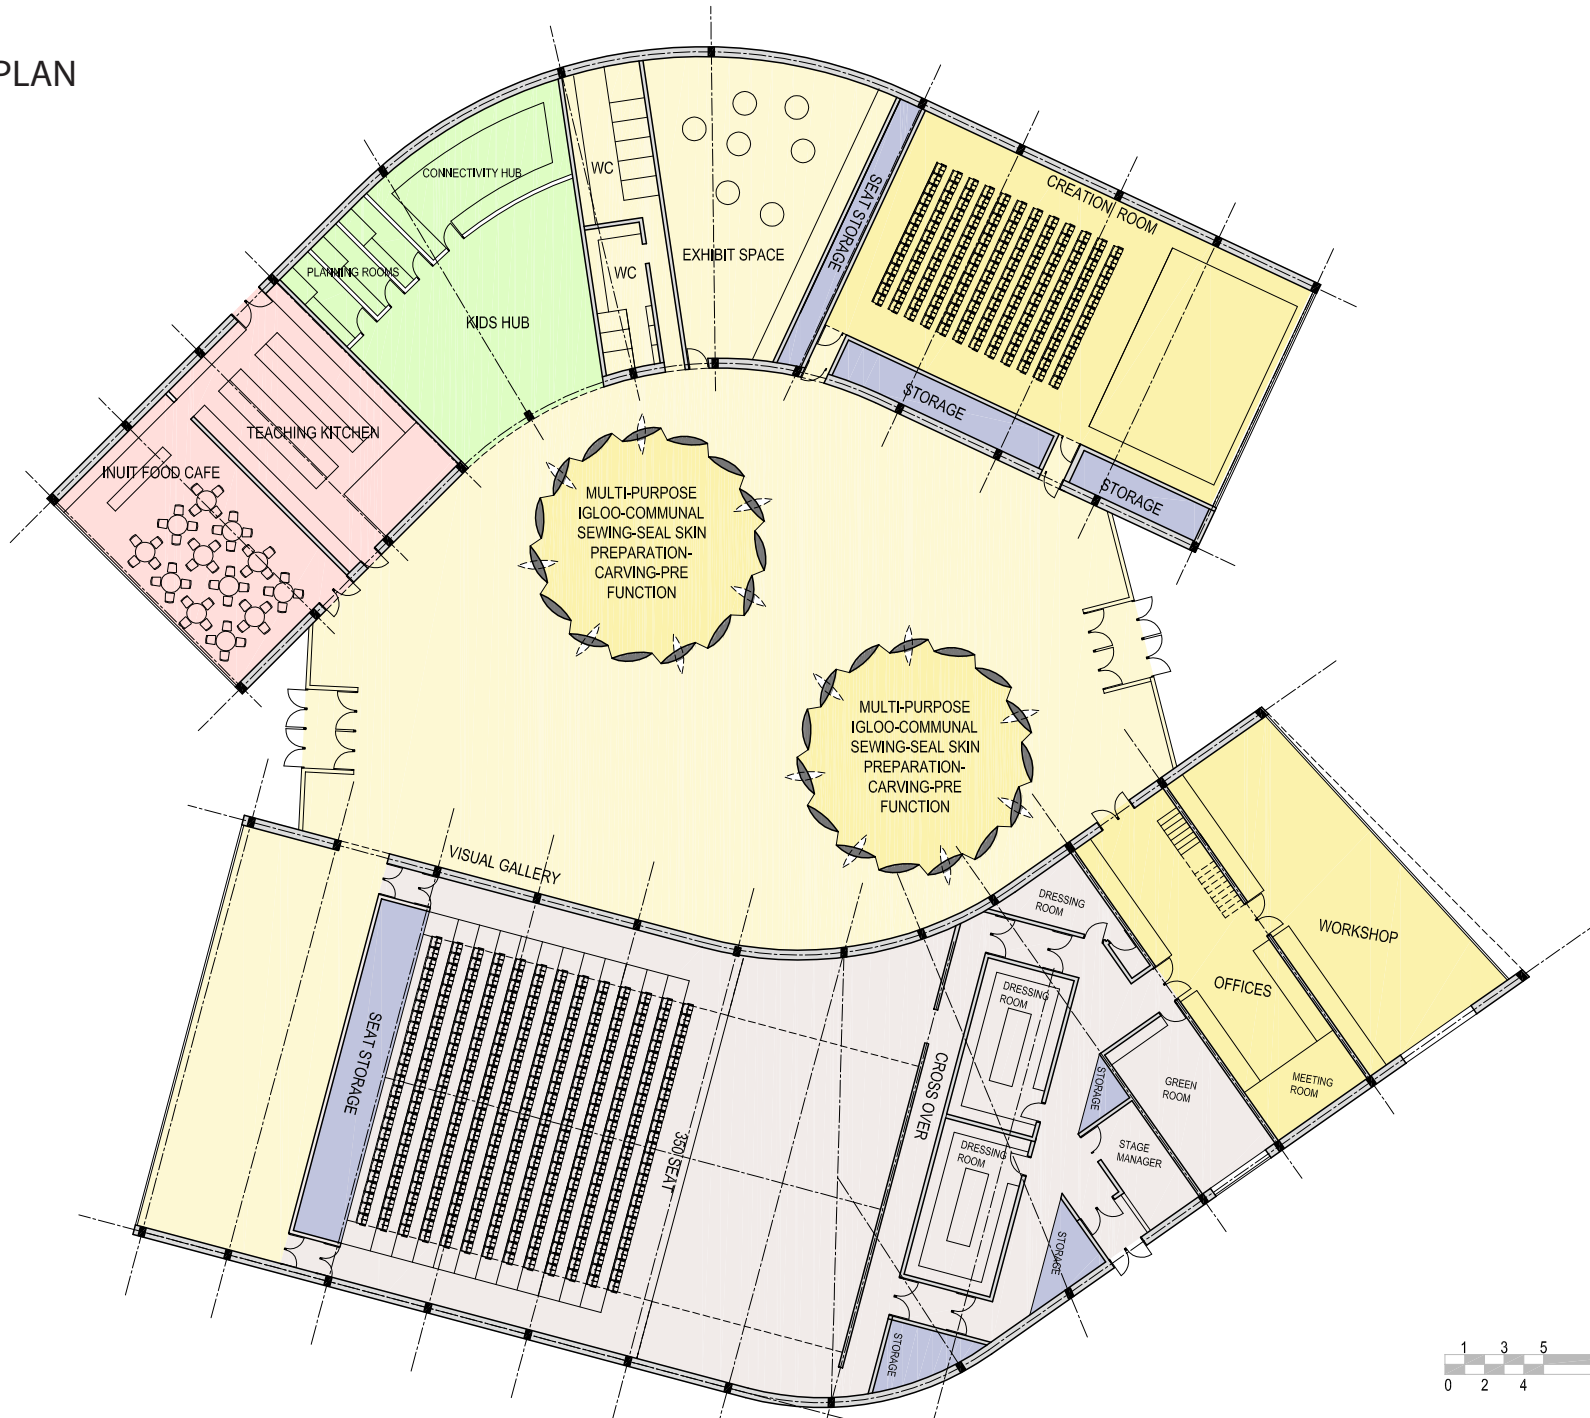 PLAN
CONNECTIVITY HUB
WC
PLANNING ROOMS
KIDS HUB
WC
EXHIBIT SPACE
SEAT STORAGE
CREATION ROOM
STORAGE
STORAGE
TEACHING KITCHEN
INUIT FOOD CAFE
MULTI-PURPOSE
IGLOO-COMMUNAL
SEWING-SEAL SKIN
PREPARATION-
CARVING-PRE
FUNCTION
MULTI-PURPOSE
IGLOO-COMMUNAL
SEWING-SEAL SKIN
PREPARATION-
CARVING-PRE
FUNCTION
VISUAL GALLERY
SEAT STORAGE
350 SEAT
CROSS OVER
DRESSING
ROOM
DRESSING
ROOM
DRESSING
ROOM
STORAGE
GREEN
ROOM
STAGE
MANAGER
STORAGE
STORAGE
OFFICES
WORKSHOP
MEETING
ROOM
1 3 5
0 2 4